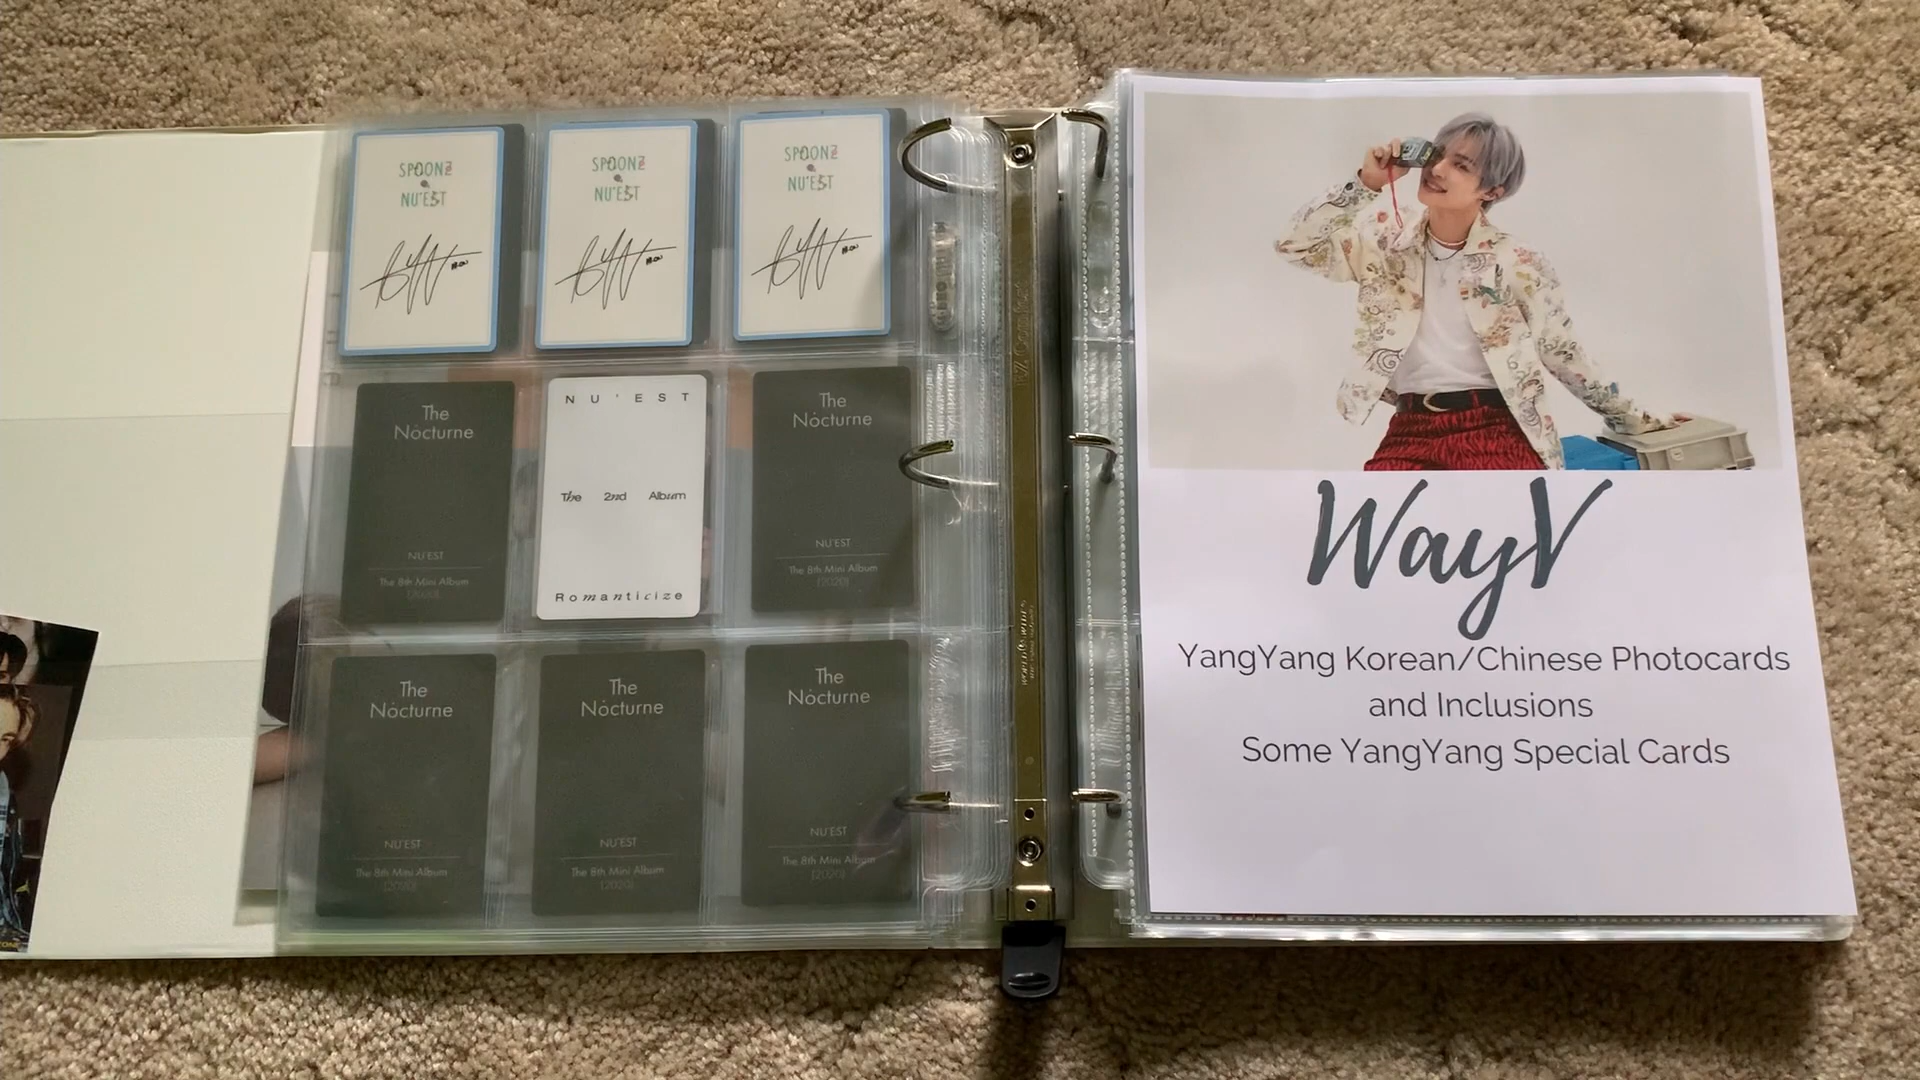 SPOONZ
NU'EST
SPOONZ
NU'EST
SPOONZ
NU'EST
The
Nocturne
NU'EST
The 8th Mini Album
[2020]
NU'EST
The 2nd Album
Romanticize
The
Nocturne
NU'EST
The 8th Mini Album
[2020]
The
Nocturne
NU'EST
The 8th Mini Album
[2020]
The
Nocturne
NU'EST
The 8th Mini Album
[2020]
The
Nocturne
NU'EST
The 8th Mini Album
[2020]
WayV
YangYang Korean/Chinese Photocards
and Inclusions
Some YangYang Special Cards